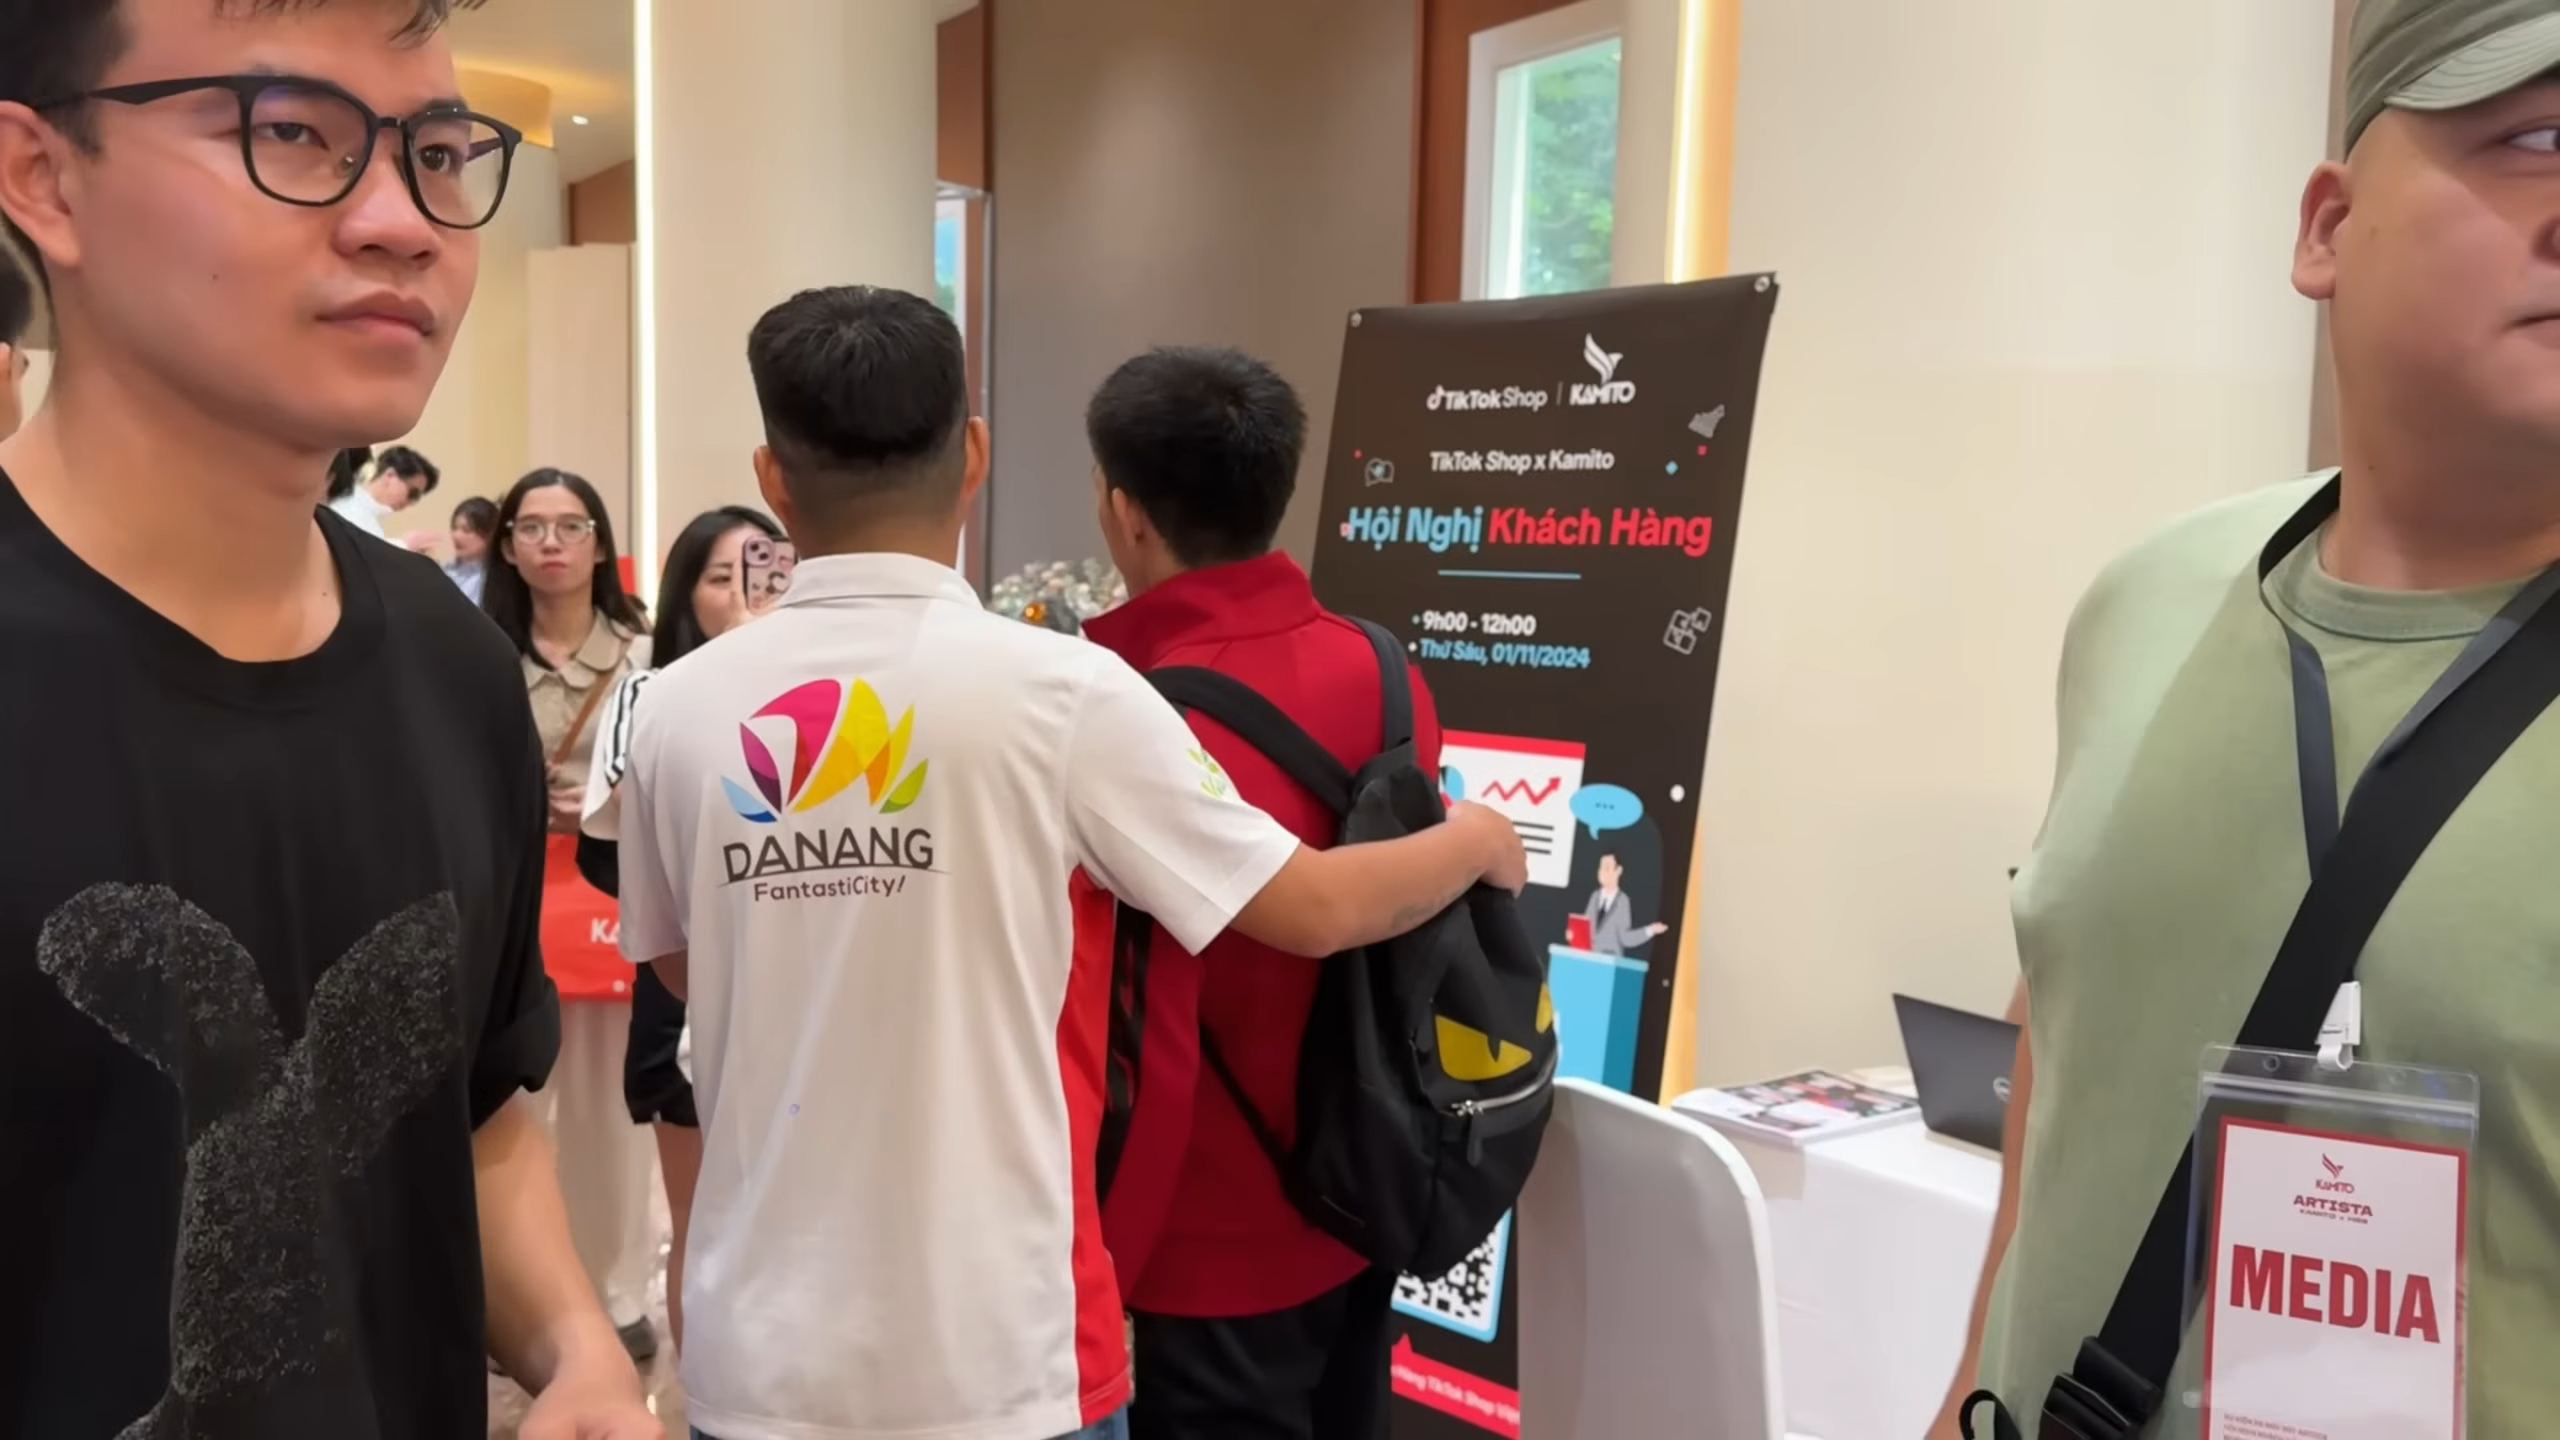 TikTok Shop | KAMITO
TikTok Shop x Kamito
Hội Nghị Khách Hàng
• 9h00 - 12h00
• Thứ Sáu, 01/11/2024
DANANG
FantastiCity!
KAMITO
ARTISTA
KAMITO x
MEDIA